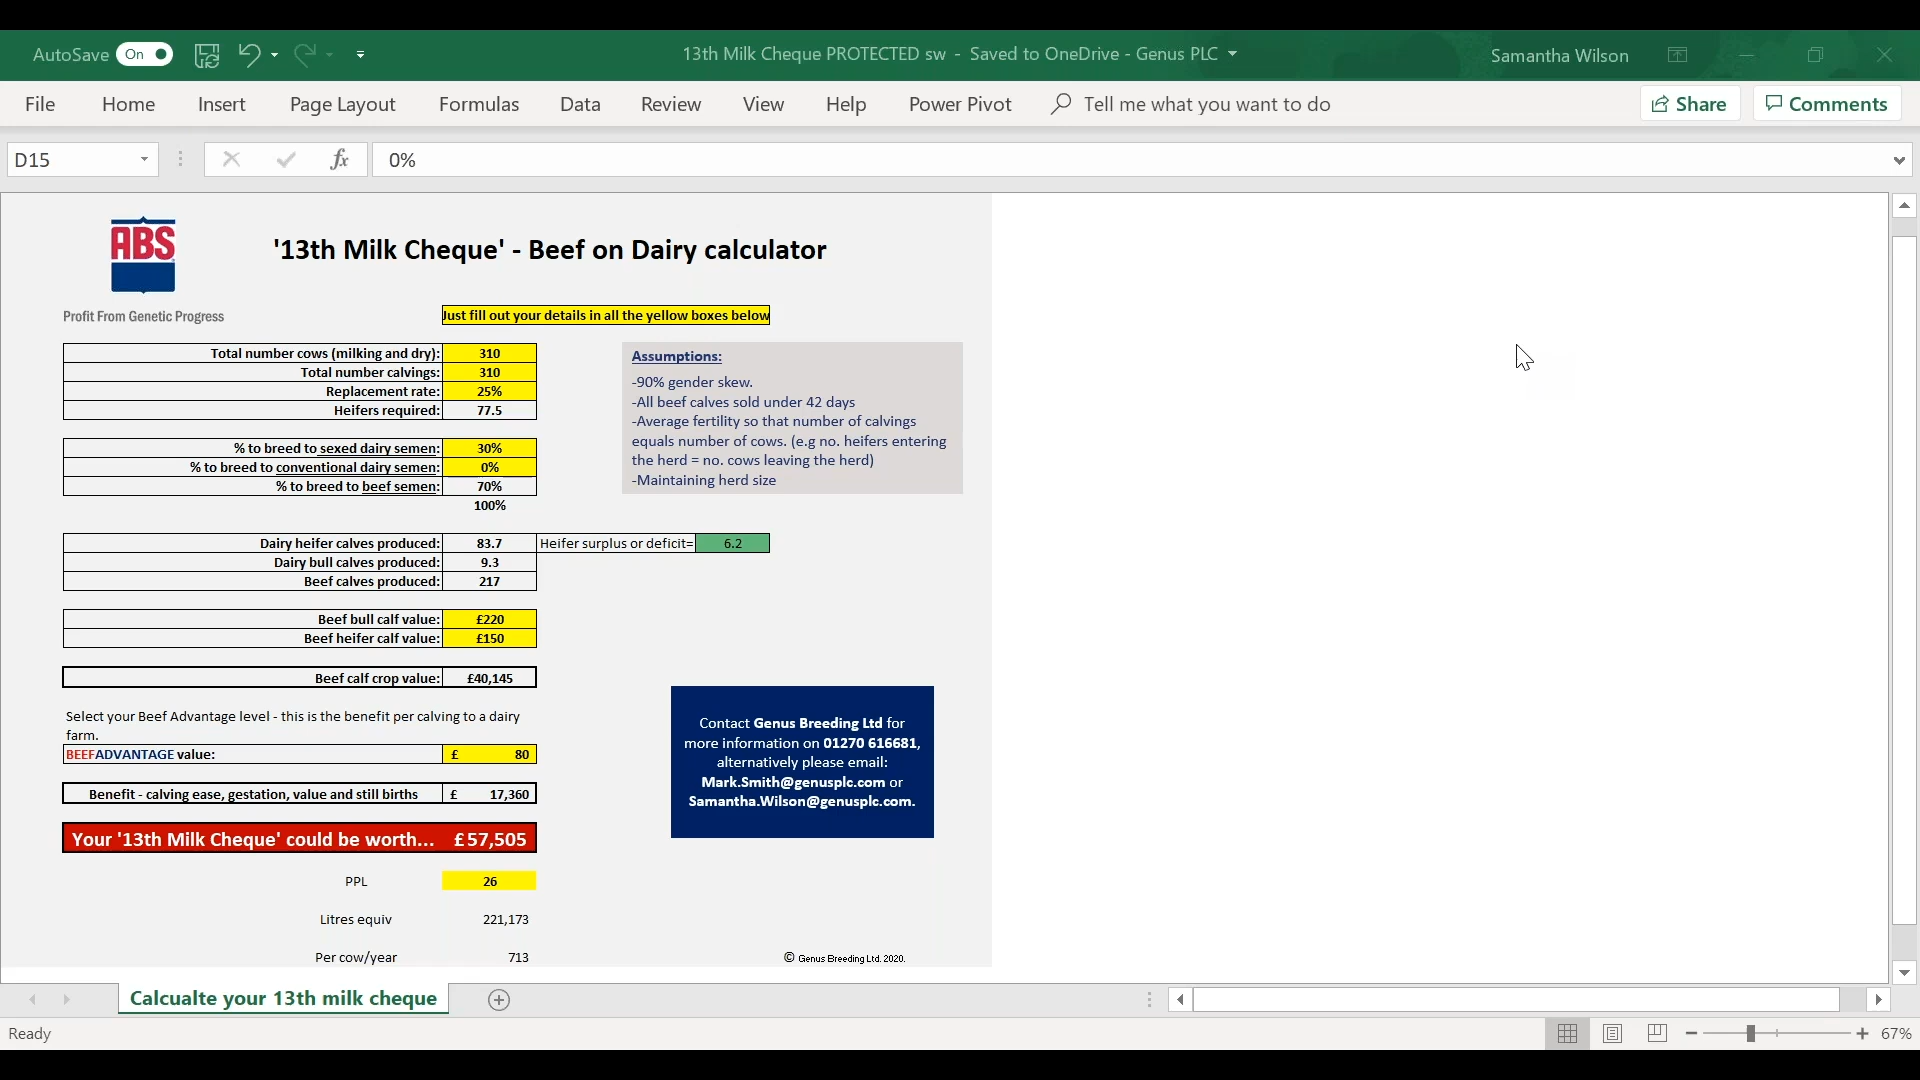 AutoSave On 13th Milk Cheque PROTECTED sw - Saved to OneDrive - Genus PLC Samantha Wilson
File Home Insert Page Layout Formulas Data Review View Help Power Pivot Tell me what you want to do Share Comments
D15 fx 0%
ABS
Profit From Genetic Progress
'13th Milk Cheque' - Beef on Dairy calculator
Just fill out your details in all the yellow boxes below
Total number cows (milking and dry): 310
Total number calvings: 310
Replacement rate: 25%
Heifers required: 77.5
Assumptions:
-90% gender skew.
-All beef calves sold under 42 days
-Average fertility so that number of calvings
equals number of cows. (e.g no. heifers entering
the herd = no. cows leaving the herd)
-Maintaining herd size
% to breed to sexed dairy semen: 30%
% to breed to conventional dairy semen: 0%
% to breed to beef semen: 70%
100%
Dairy heifer calves produced: 83.7 Heifer surplus or deficit= 6.2
Dairy bull calves produced: 9.3
Beef calves produced: 217
Beef bull calf value: £220
Beef heifer calf value: £150
Beef calf crop value: £40,145
Select your Beef Advantage level - this is the benefit per calving to a dairy
farm.
BEEFADVANTAGE value: £ 80
Benefit - calving ease, gestation, value and still births £ 17,360
Your '13th Milk Cheque' could be worth... £57,505
Contact Genus Breeding Ltd for
more information on 01270 616681,
alternatively please email:
Mark.Smith@genusplc.com or
Samantha.Wilson@genusplc.com.
PPL 26
Litres equiv 221,173
Per cow/year 713
© Genus Breeding Ltd. 2020.
Calcualte your 13th milk cheque
Ready 67%